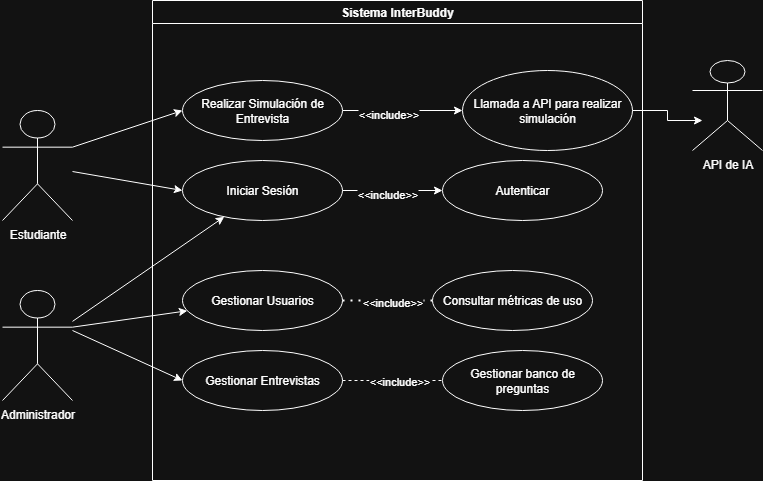 Sistema InterBuddy
Realizar Simulación de
Entrevista
<<include>>
Llamada a API para realizar
simulación
API de IA
Estudiante
Iniciar Sesión
<<include>>
Autenticar
Gestionar Usuarios
<<include>>
Consultar métricas de uso
Administrador
Gestionar Entrevistas
<<include>>
Gestionar banco de
preguntas